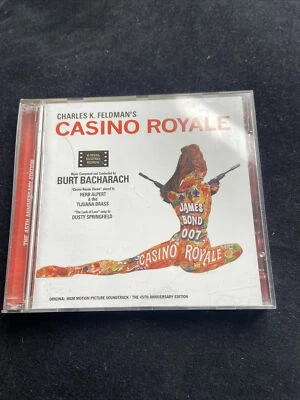 CHARLES K. FELDMAN'S
CASINO ROYALE
Music Composed and Conducted by
BURT BACHARACH
"Casino Royale Theme" played by
HERB ALPERT
& the
TIJUANA BRASS
"The Look of Love" sung by
DUSTY SPRINGFIELD
JAMES
BOND
007
CASINO ROYALE
ORIGINAL MGM MOTION PICTURE SOUNDTRACK • THE 45TH ANNIVERSARY EDITION
THE 45TH ANNIVERSARY EDITION